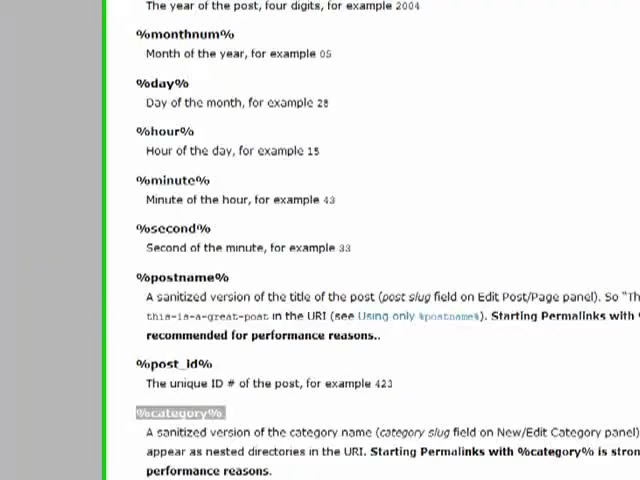 The year of the post, four digits, for example 2004
%monthnum%
Month of the year, for example 05
%day%
Day of the month, for example 28
%hour%
Hour of the day, for example 15
%minute%
Minute of the hour, for example 43
%second%
Second of the minute, for example 33
%postname%
A sanitized version of the title of the post (post slug field on Edit Post/Page panel). So "Th
this-is-a-great-post in the URI (see Using only %postname%). Starting Permalinks with %
recommended for performance reasons..
%post_id%
The unique ID # of the post, for example 423
%category%
A sanitized version of the category name (category slug field on New/Edit Category panel)
appear as nested directories in the URI. Starting Permalinks with %category% is stron
performance reasons.